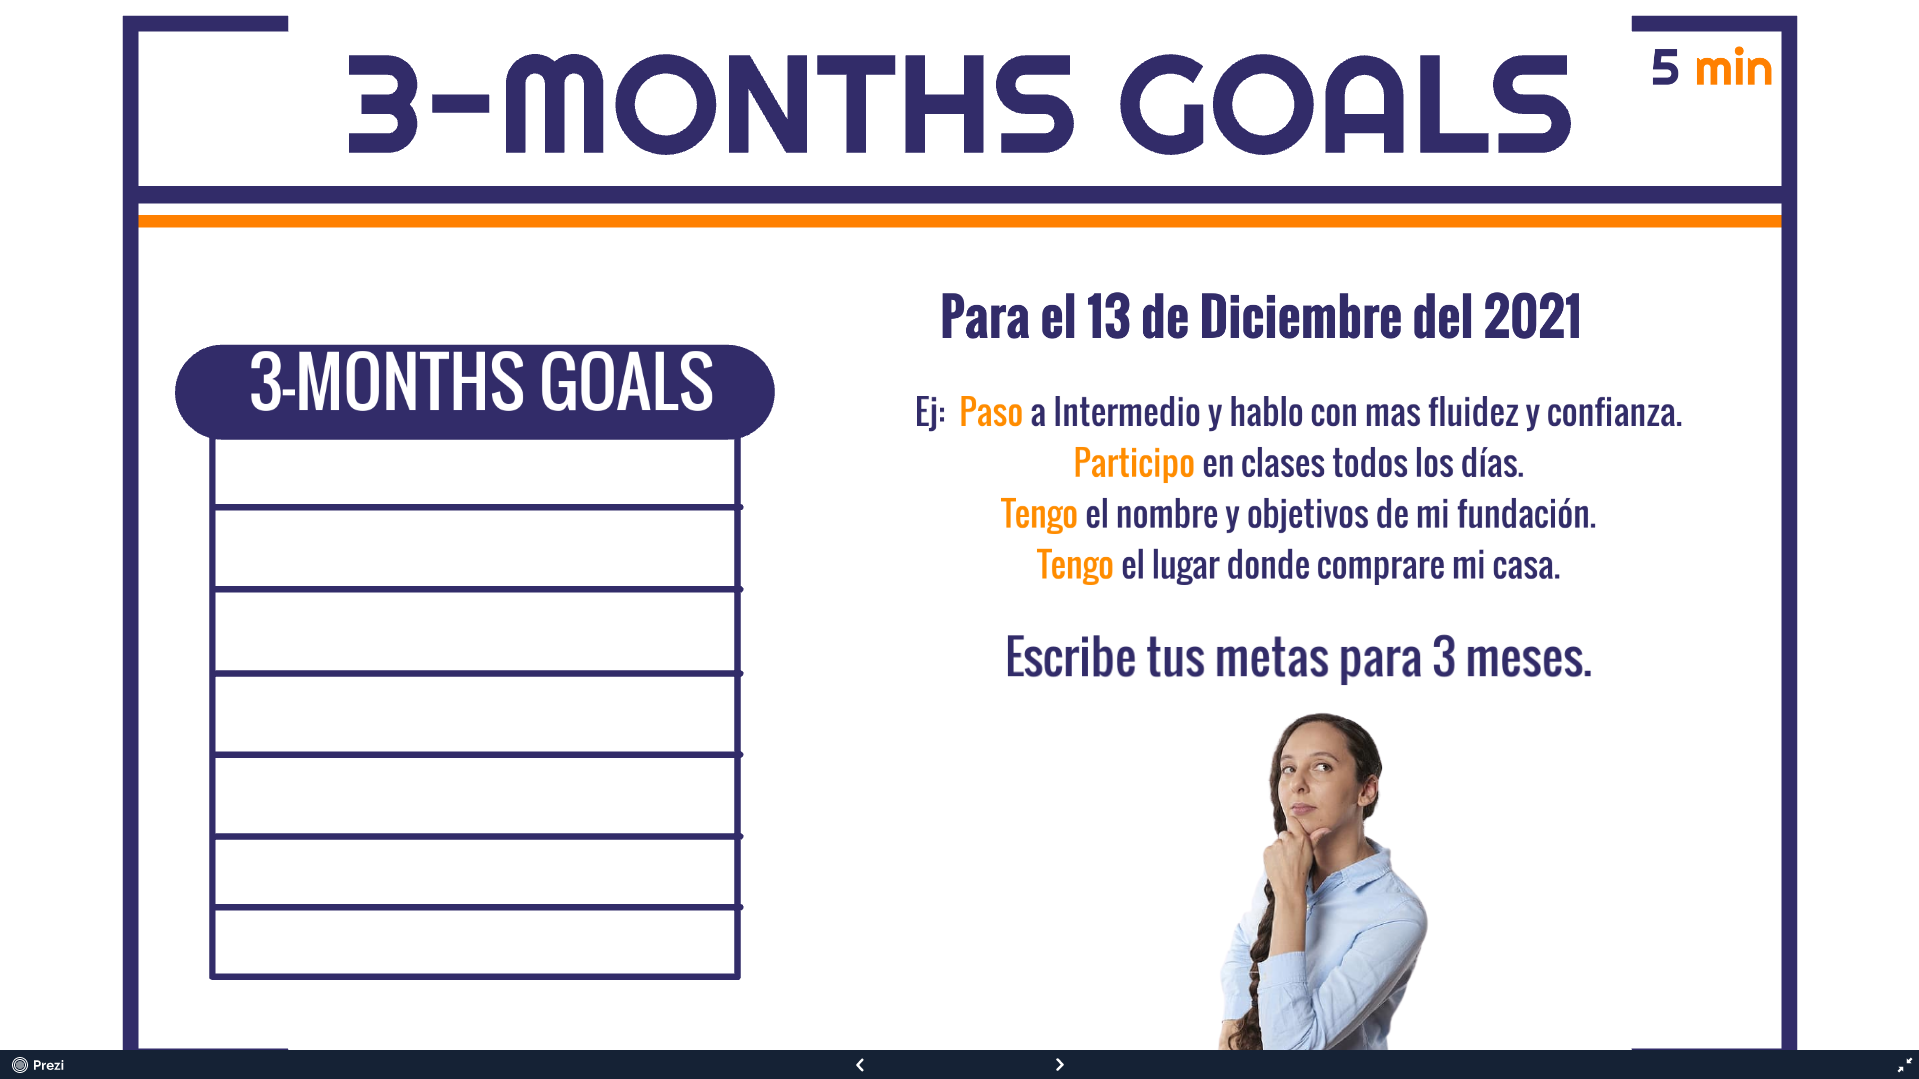 3-MONTHS GOALS
5 min
3-MONTHS GOALS
Para el 13 de Diciembre del 2021
Ej: Paso a Intermedio y hablo con mas fluidez y confianza.
Participo en clases todos los días.
Tengo el nombre y objetivos de mi fundación.
Tengo el lugar donde comprare mi casa.
Escribe tus metas para 3 meses.
Prezi